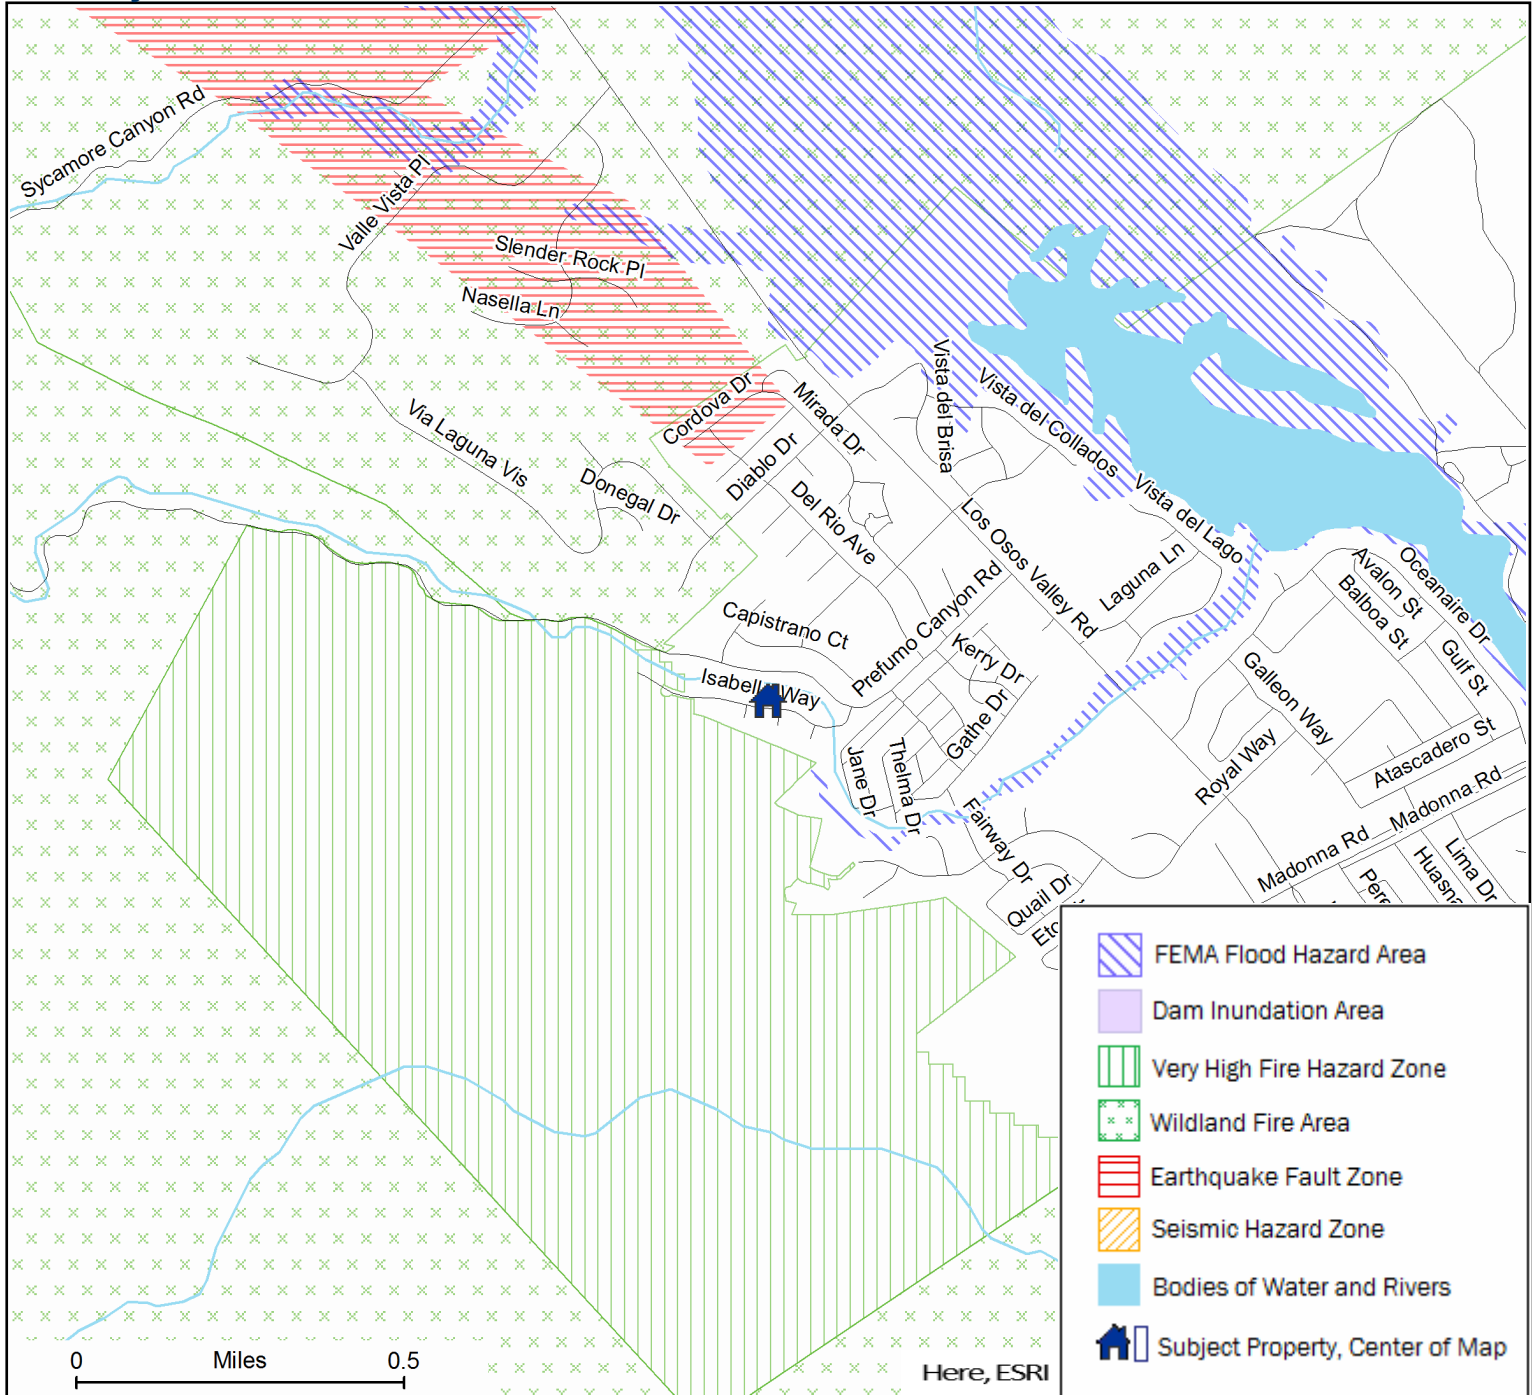 Sycamore Canyon Rd
Valle Vista Pl
Slender Rock Pl
Nasella Ln
Via Laguna Vis
Donegal Dr
Cordova Dr
Mirada Dr
Diablo Dr
Del Rio Ave
Vista del Brisa
Vista del Collados
Vista del Lago
Los Osos Valley Rd
Laguna Ln
Capistrano Ct
Prefumo Canyon Rd
Kerry Dr
Isabella Way
Gathe Dr
Jane Dr
Thelma Dr
Fairway Dr
Quail Dr
Eto
Avalon St
Balboa St
Oceanaire Dr
Gulf St
Galleon Way
Royal Way
Atascadero St
Madonna Rd
Madonna Rd
Lima Dr
Huasna
Pere
FEMA Flood Hazard Area
Dam Inundation Area
Very High Fire Hazard Zone
Wildland Fire Area
Earthquake Fault Zone
Seismic Hazard Zone
Bodies of Water and Rivers
Subject Property, Center of Map
0 Miles 0.5
Here, ESRI